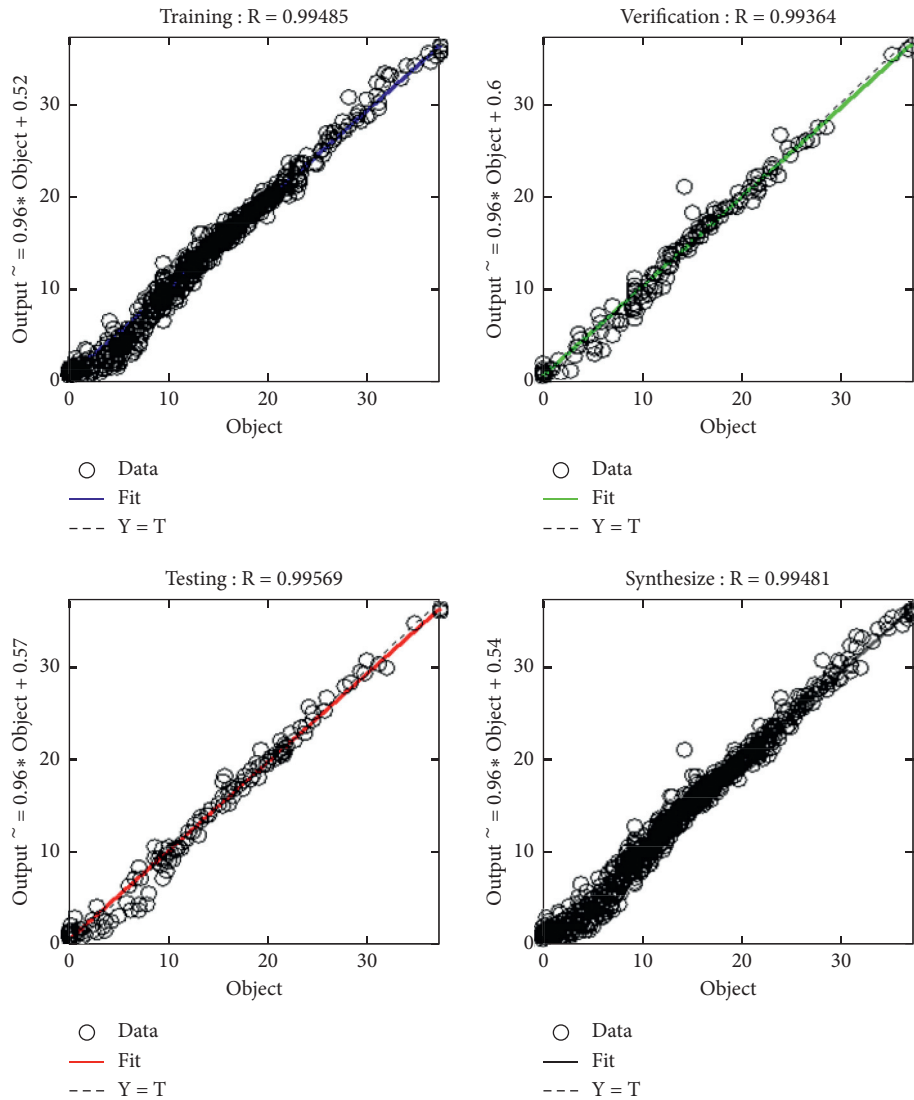 Training : R = 0.99485
Output ~ = 0.96* Object + 0.52
30
20
10
0
0 10 20 30
Object
Data
Fit
Y = T
Verification : R = 0.99364
Output ~ = 0.96* Object + 0.6
30
20
10
0
0 10 20 30
Object
Data
Fit
Y = T
Testing : R = 0.99569
Output ~ = 0.96* Object + 0.57
30
20
10
0
0 10 20 30
Object
Data
Fit
Y = T
Synthesize : R = 0.99481
Output ~ = 0.96* Object + 0.54
30
20
10
0
0 10 20 30
Object
Data
Fit
Y = T